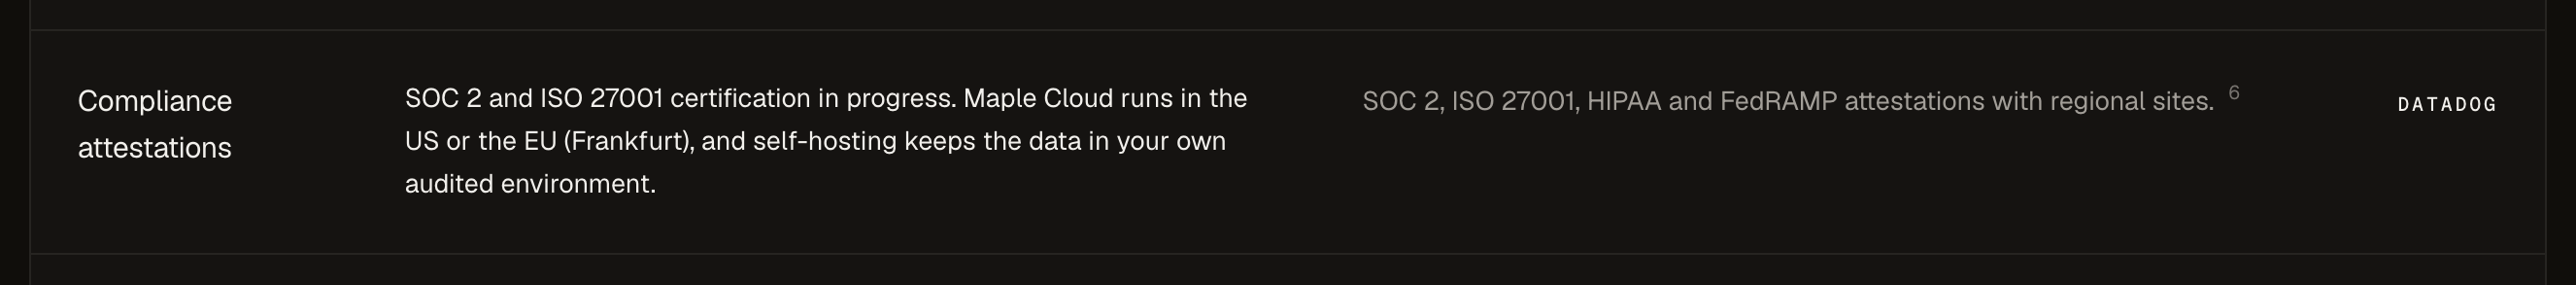 Compliance
attestations
SOC 2 and ISO 27001 certification in progress. Maple Cloud runs in the
US or the EU (Frankfurt), and self-hosting keeps the data in your own
audited environment.
SOC 2, ISO 27001, HIPAA and FedRAMP attestations with regional sites. 6
DATADOG